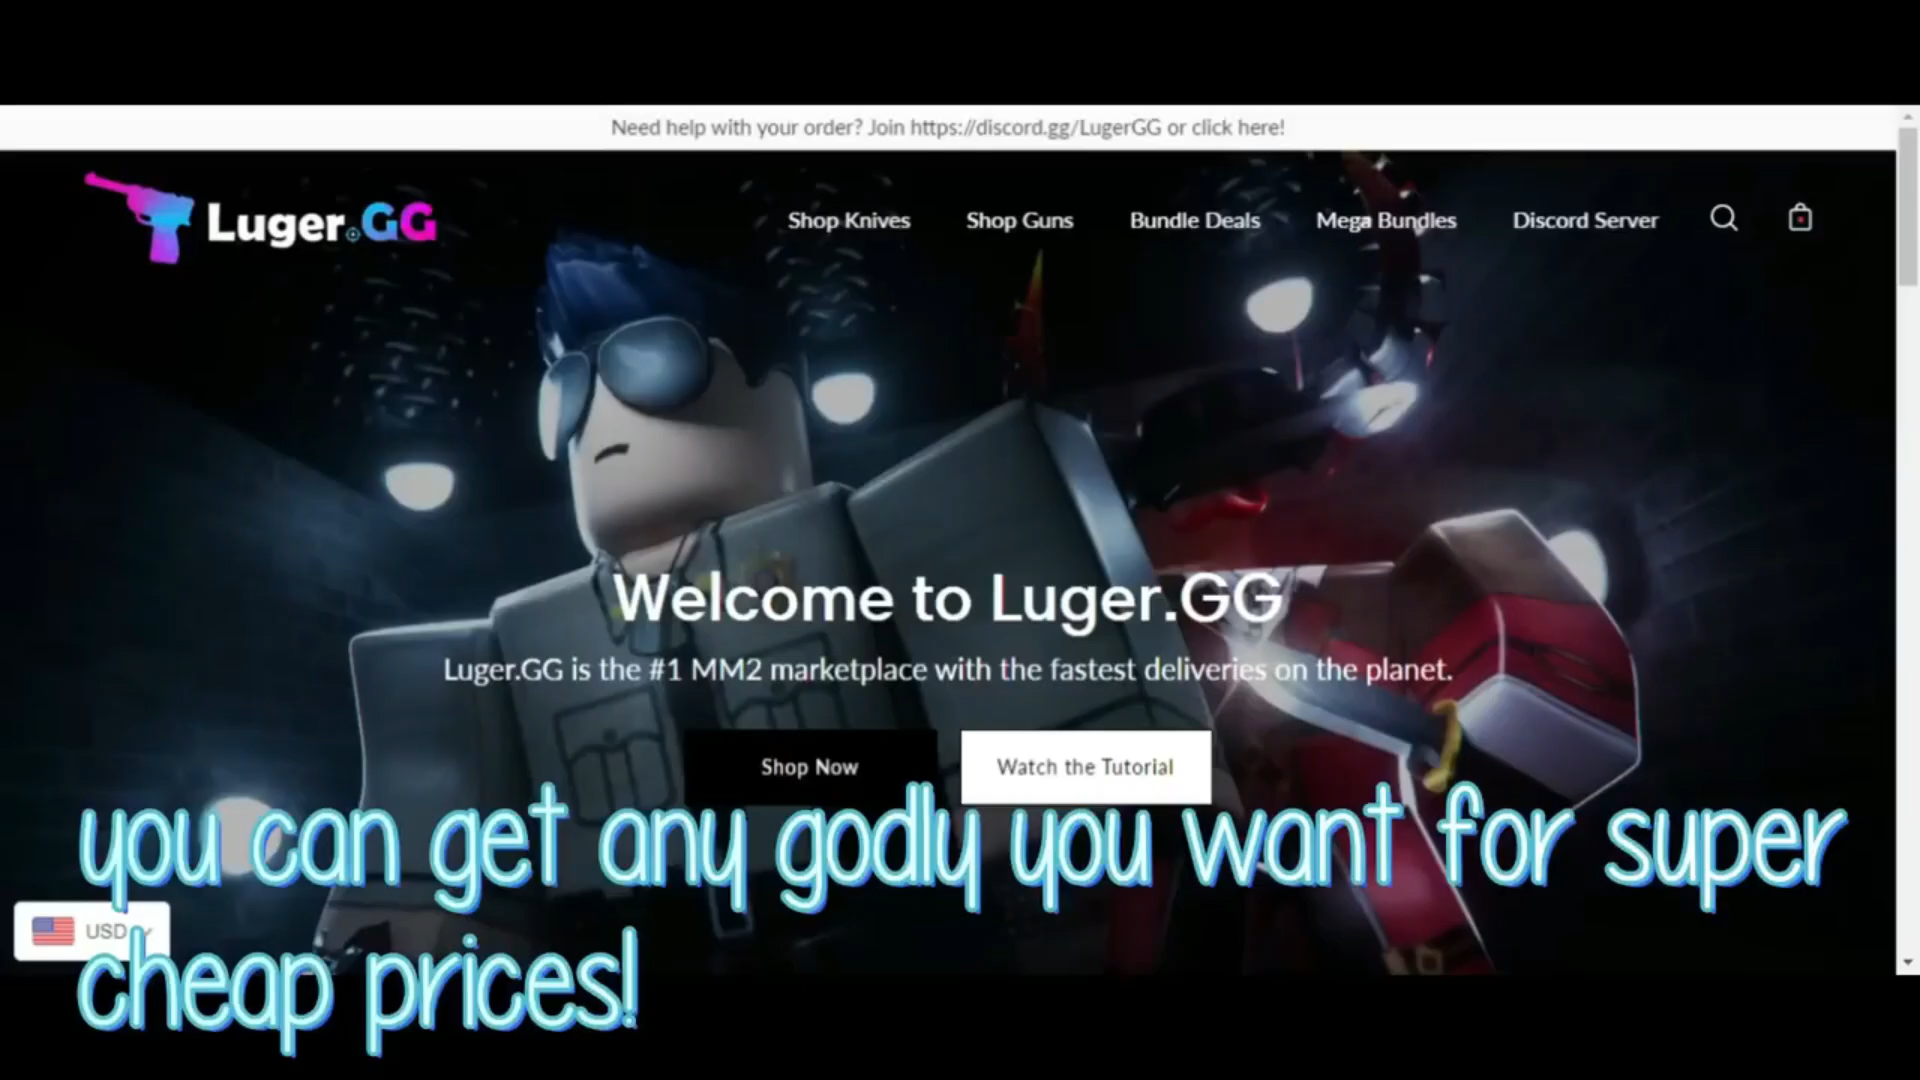 Need help with your order? Join https://discord.gg/LugerGG or click here!
Luger.GG
Shop Knives
Shop Guns
Bundle Deals
Mega Bundles
Discord Server
Welcome to Luger.GG
Luger.GG is the #1 MM2 marketplace with the fastest deliveries on the planet.
Shop Now
Watch the Tutorial
you can get any godly you want for super
USD
cheap prices!